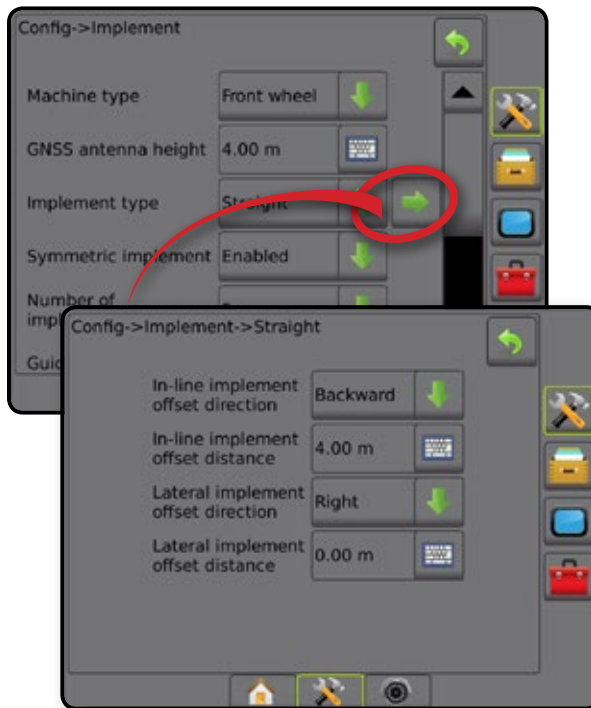 Config->Implement
Machine type
Front wheel
GNSS antenna height
4.00 m
Implement type
Straight
Symmetric implement
Enabled
Number of
Config->Implement->Straight
In-line implement
offset direction
Backward
In-line implement
offset distance
4.00 m
Lateral implement
offset direction
Right
Lateral implement
offset distance
0.00 m